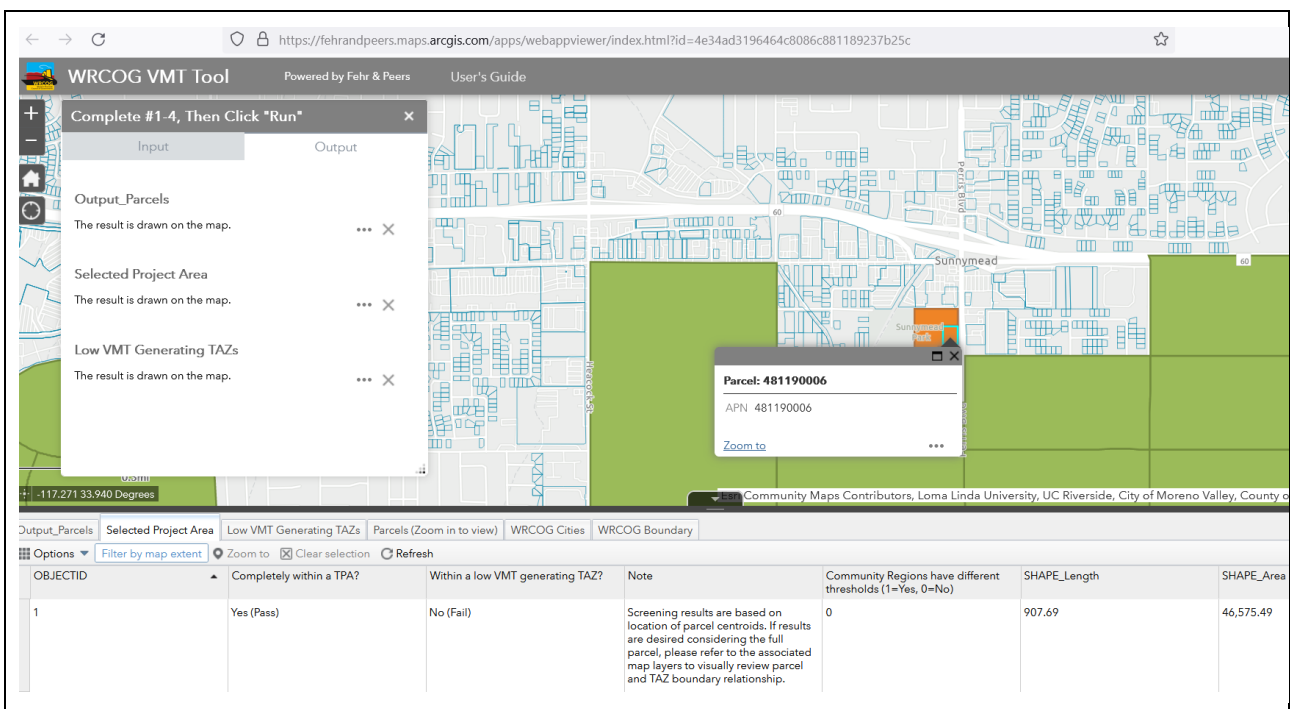 https://fehrandpeers.maps.arcgis.com/apps/webappviewer/index.html?id=4e34ad3196464c8086c881189237b25c
WRCOG VMT Tool Powered by Fehr & Peers User's Guide
Complete #1-4, Then Click "Run"
Input Output
Output_Parcels
The result is drawn on the map.
Selected Project Area
The result is drawn on the map.
Low VMT Generating TAZs
The result is drawn on the map.
Perris Blvd
60
Sunnymead
60
Sunnymead
Park
Heacock St
Parcel: 481190006
APN 481190006
Zoom to
0.5mi
-117.271 33.940 Degrees
Esri Community Maps Contributors, Loma Linda University, UC Riverside, City of Moreno Valley, County o
Output_Parcels Selected Project Area Low VMT Generating TAZs Parcels (Zoom in to view) WRCOG Cities WRCOG Boundary
Options Filter by map extent Zoom to Clear selection Refresh
OBJECTID Completely within a TPA? Within a low VMT generating TAZ? Note Community Regions have different SHAPE_Length SHAPE_Area
thresholds (1=Yes, 0=No)
1 Yes (Pass) No (Fail) Screening results are based on 0 907.69 46,575.49
location of parcel centroids. If results
are desired considering the full
parcel, please refer to the associated
map layers to visually review parcel
and TAZ boundary relationship.